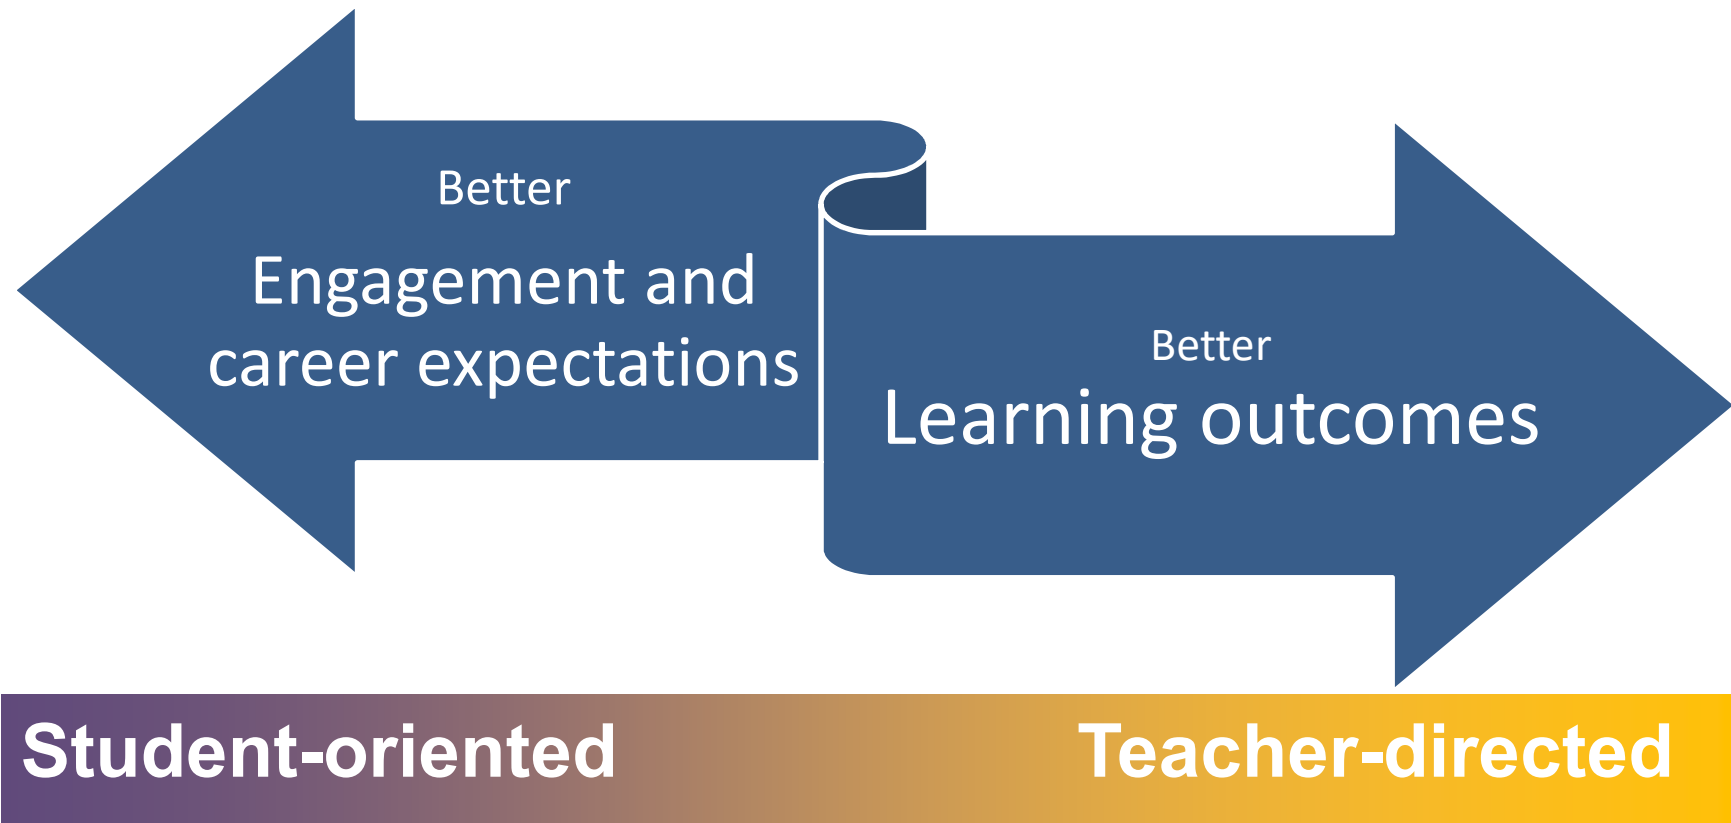 Better
Engagement and
career expectations
Better
Learning outcomes
Student-oriented
Teacher-directed